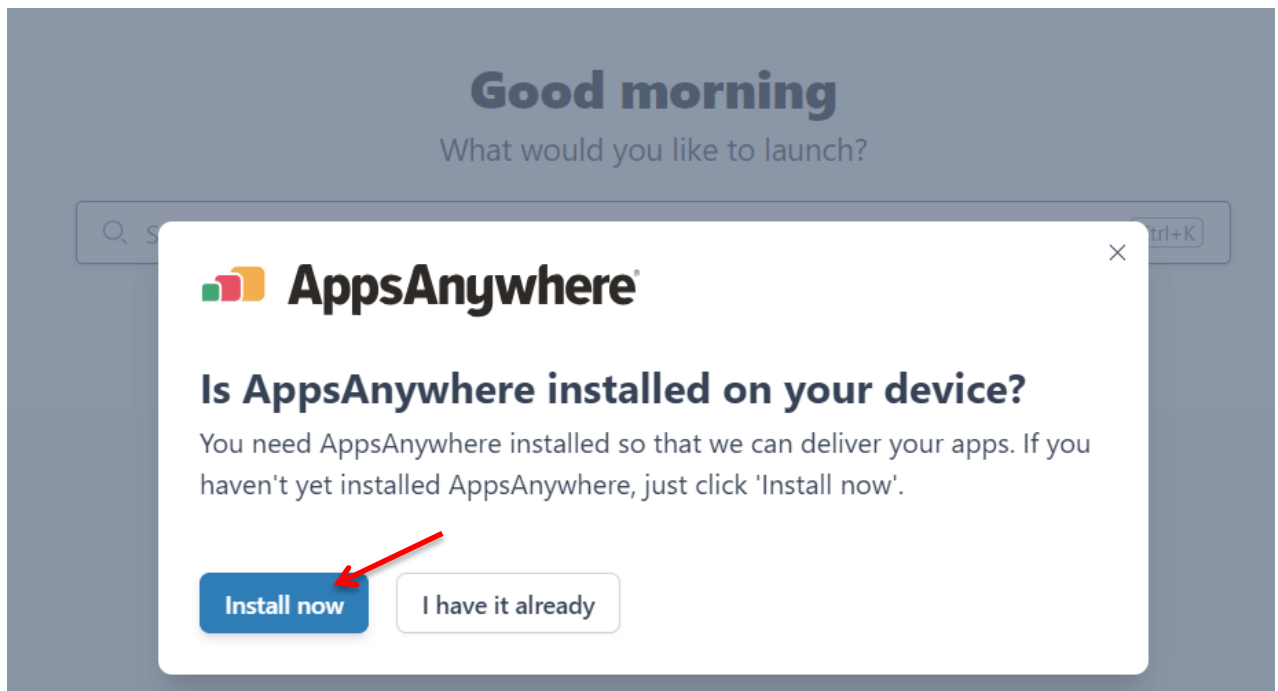 Good morning
What would you like to launch?
Ctrl+K
AppsAnywhere®
Is AppsAnywhere installed on your device?
You need AppsAnywhere installed so that we can deliver your apps. If you
haven't yet installed AppsAnywhere, just click 'Install now'.
Install now
I have it already